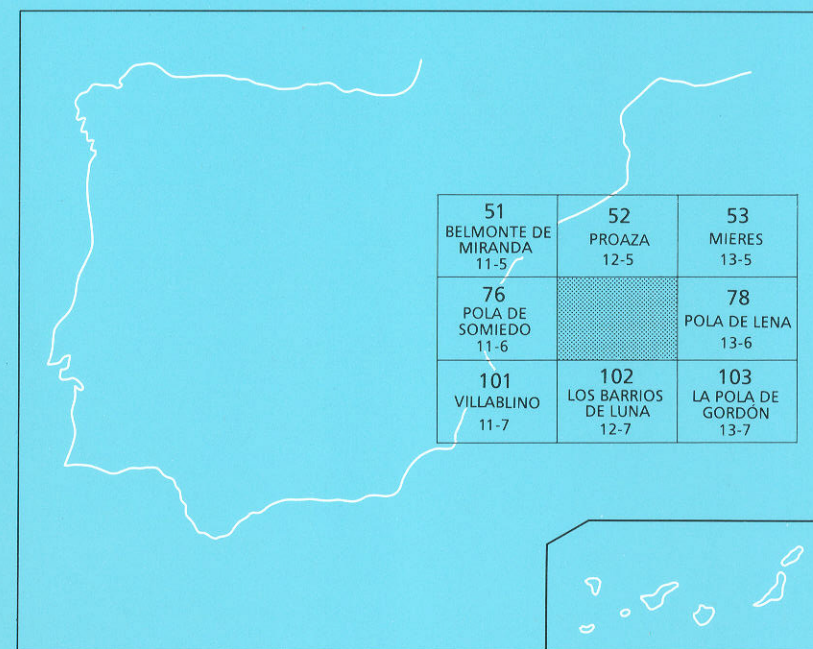 51
BELMONTE DE
MIRANDA
11-5
52
PROAZA
12-5
53
MIERES
13-5
76
POLA DE
SOMIEDO
11-6
78
POLA DE LENA
13-6
101
VILLABLINO
11-7
102
LOS BARRIOS
DE LUNA
12-7
103
LA POLA DE
GORDÓN
13-7